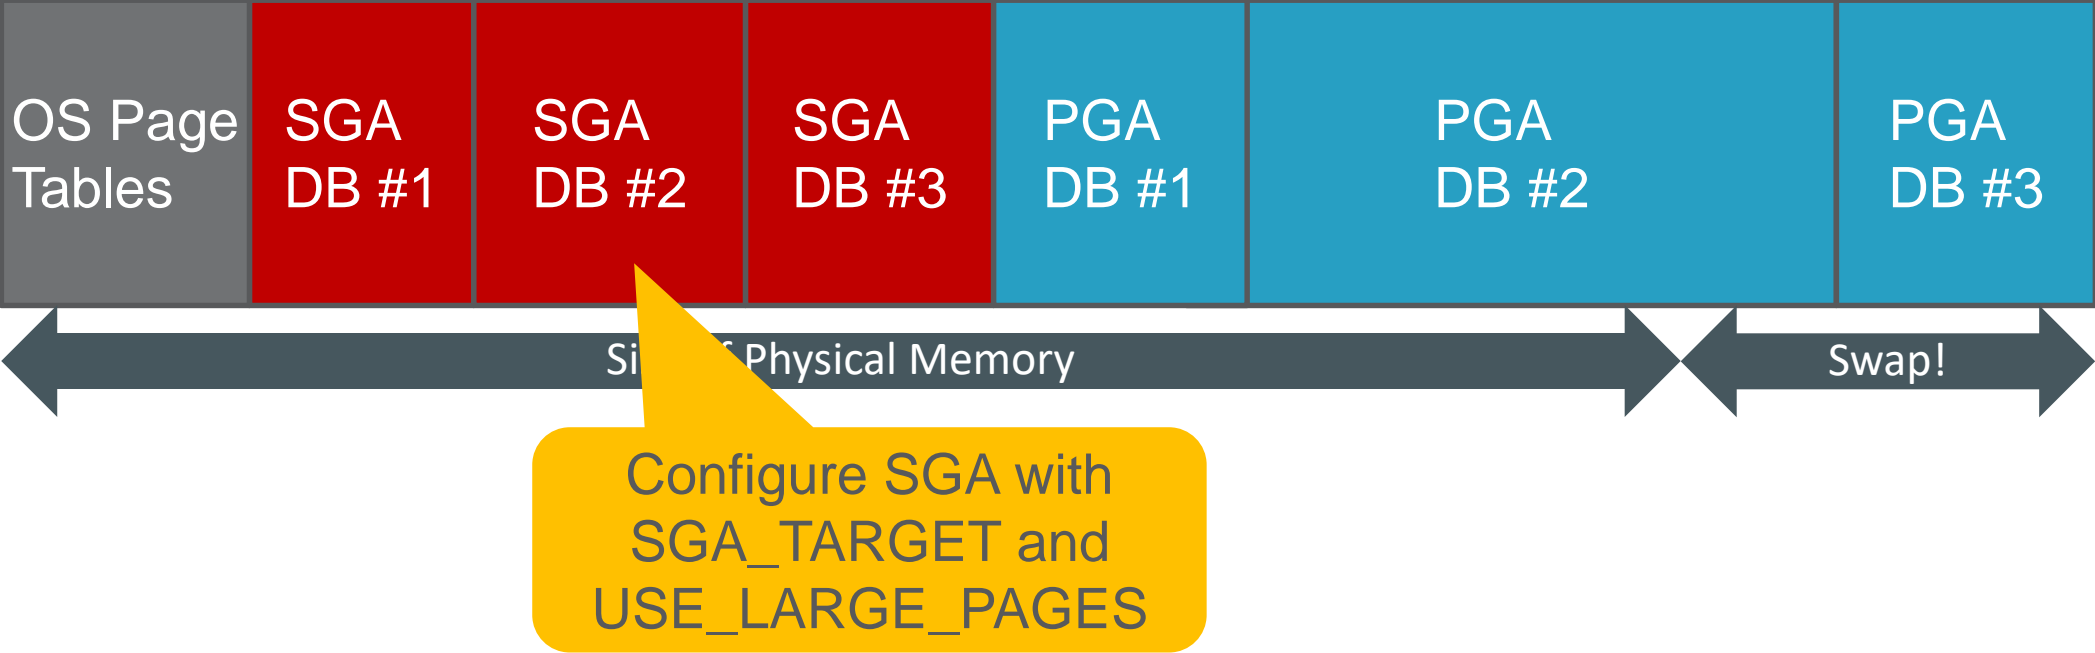 OS Page
Tables
SGA
DB #1
SGA
DB #2
SGA
DB #3
PGA
DB #1
PGA
DB #2
PGA
DB #3
Physical Memory
Swap!
Configure SGA with
SGA_TARGET and
USE_LARGE_PAGES